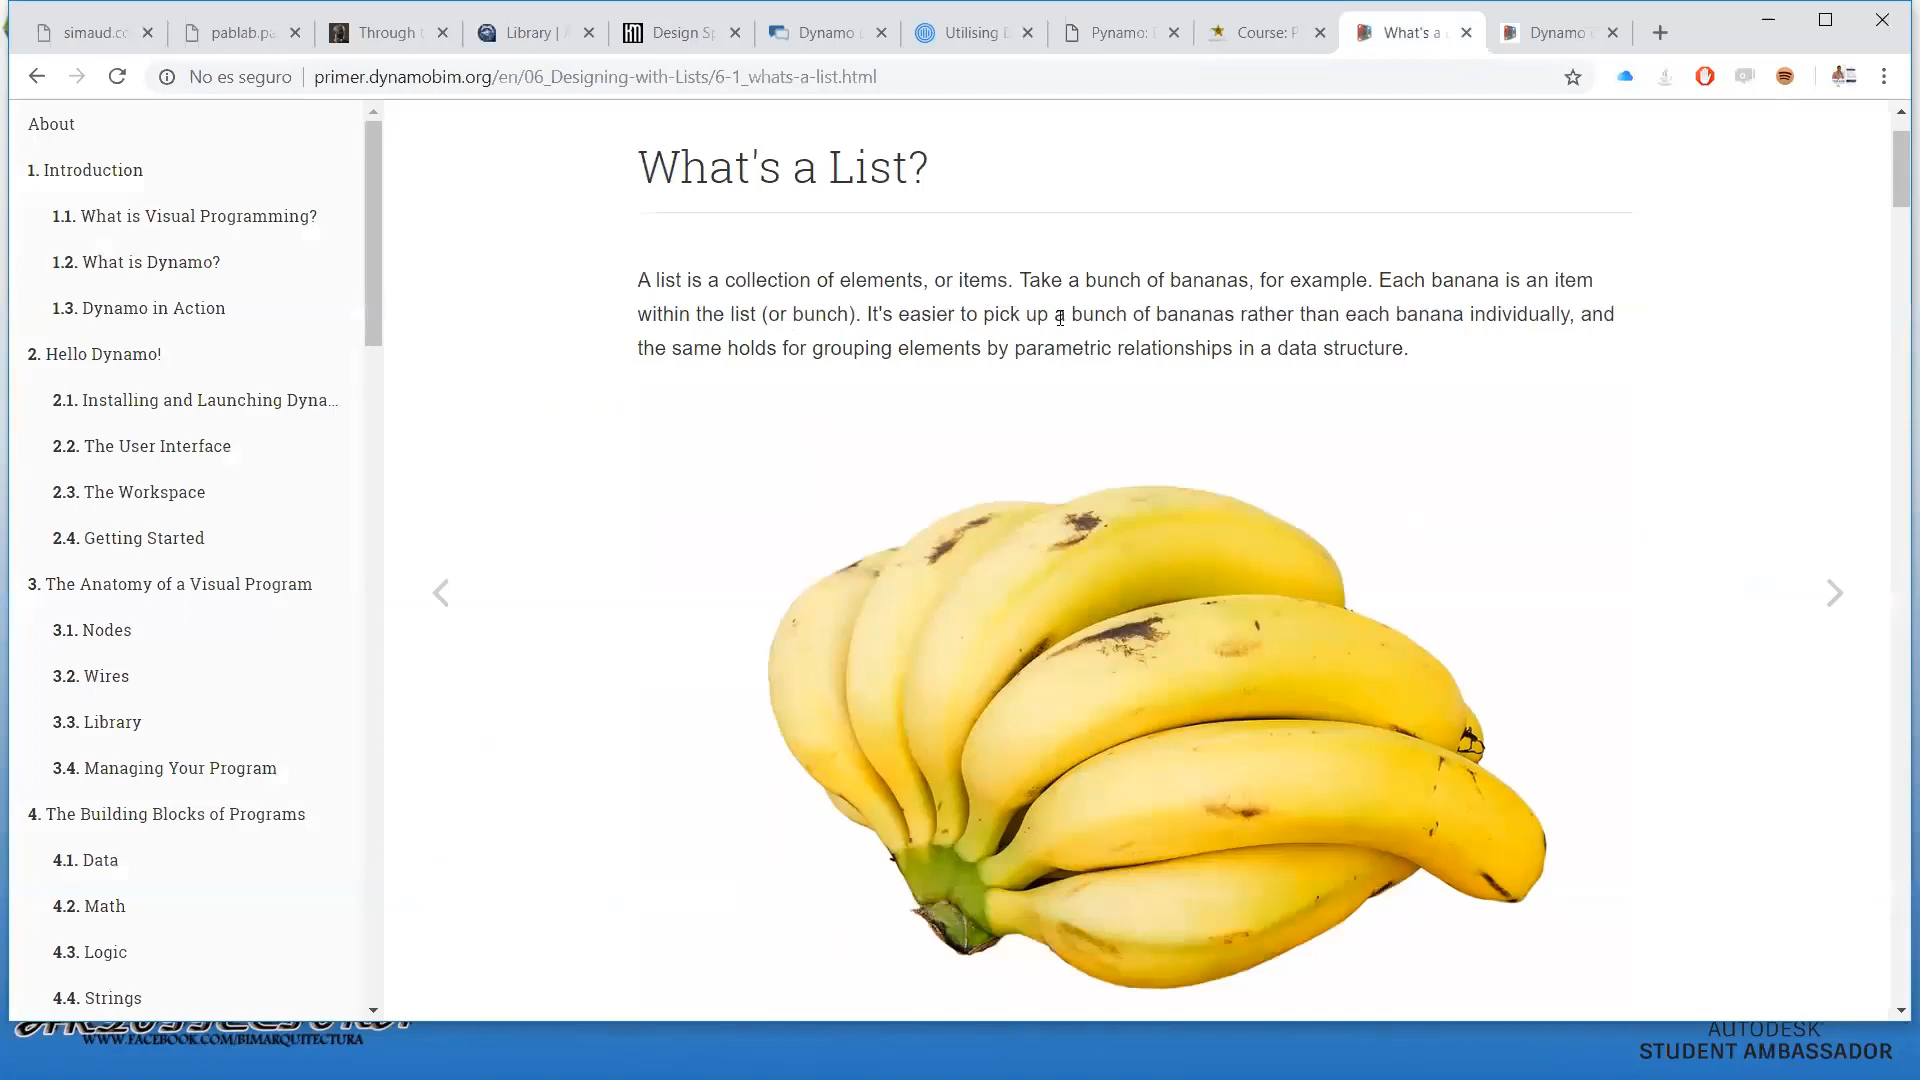 simaud.co
pablab.pa
Through t
Library | A
Design Sp
Dynamo
Utilising D
Pynamo: D
Course: P
What's a
Dynamo
No es seguro
primer.dynamobim.org/en/06_Designing-with-Lists/6-1_whats-a-list.html
About
1. Introduction
1.1. What is Visual Programming?
1.2. What is Dynamo?
1.3. Dynamo in Action
2. Hello Dynamo!
2.1. Installing and Launching Dyna...
2.2. The User Interface
2.3. The Workspace
2.4. Getting Started
3. The Anatomy of a Visual Program
3.1. Nodes
3.2. Wires
3.3. Library
3.4. Managing Your Program
4. The Building Blocks of Programs
4.1. Data
4.2. Math
4.3. Logic
4.4. Strings
What's a List?
A list is a collection of elements, or items. Take a bunch of bananas, for example. Each banana is an item
within the list (or bunch). It's easier to pick up a bunch of bananas rather than each banana individually, and
the same holds for grouping elements by parametric relationships in a data structure.
WWW.FACEBOOK.COM/BIMARQUITECTURA
AUTODESK
STUDENT AMBASSADOR